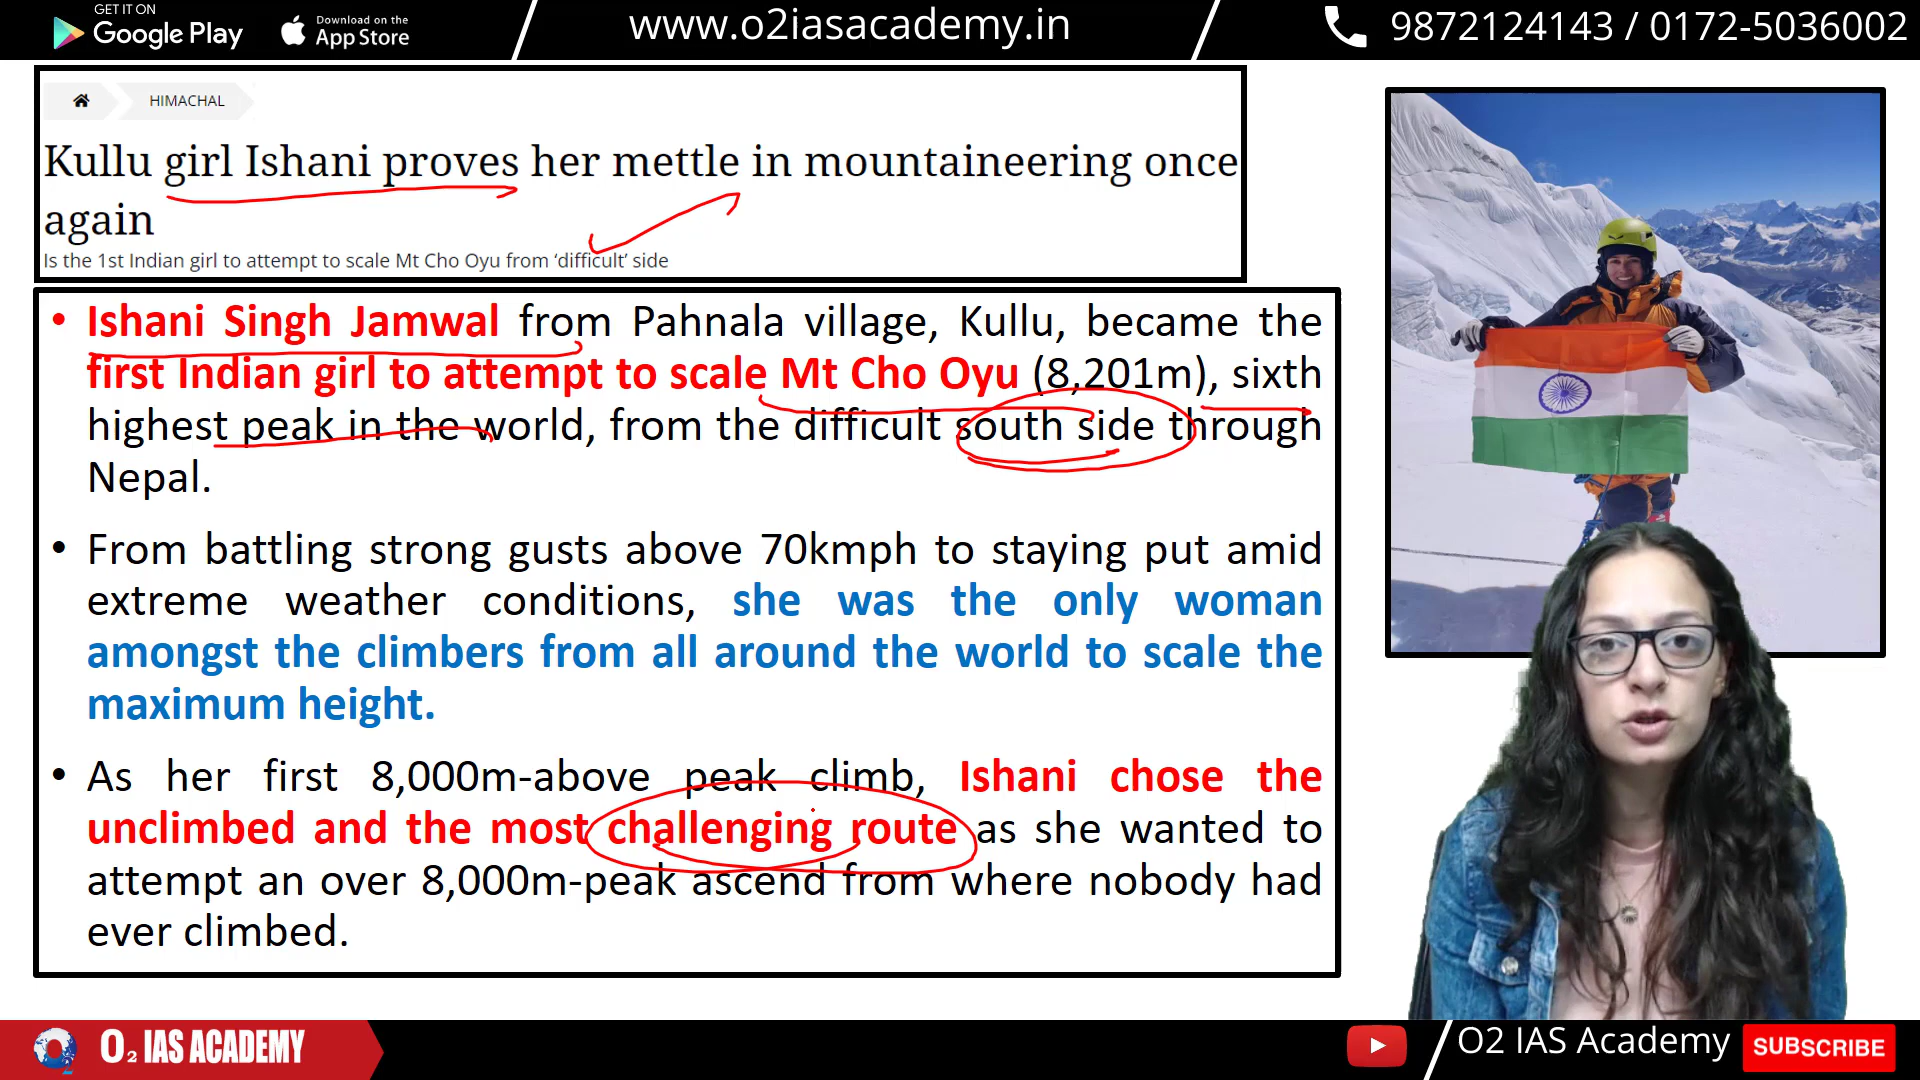 GET IT ON
Google Play
Download on the
App Store
www.o2iasacademy.in
9872124143 / 0172-5036002
HIMACHAL
Kullu girl Ishani proves her mettle in mountaineering once
again
Is the 1st Indian girl to attempt to scale Mt Cho Oyu from ‘difficult’ side
• Ishani Singh Jamwal from Pahnala village, Kullu, became the
first Indian girl to attempt to scale Mt Cho Oyu (8,201m), sixth
highest peak in the world, from the difficult south side through
Nepal.
• From battling strong gusts above 70kmph to staying put amid
extreme weather conditions, she was the only woman
amongst the climbers from all around the world to scale the
maximum height.
• As her first 8,000m-above peak climb, Ishani chose the
unclimbed and the most challenging route as she wanted to
attempt an over 8,000m-peak ascend from where nobody had
ever climbed.
O2 IAS ACADEMY
O2 IAS Academy
SUBSCRIBE